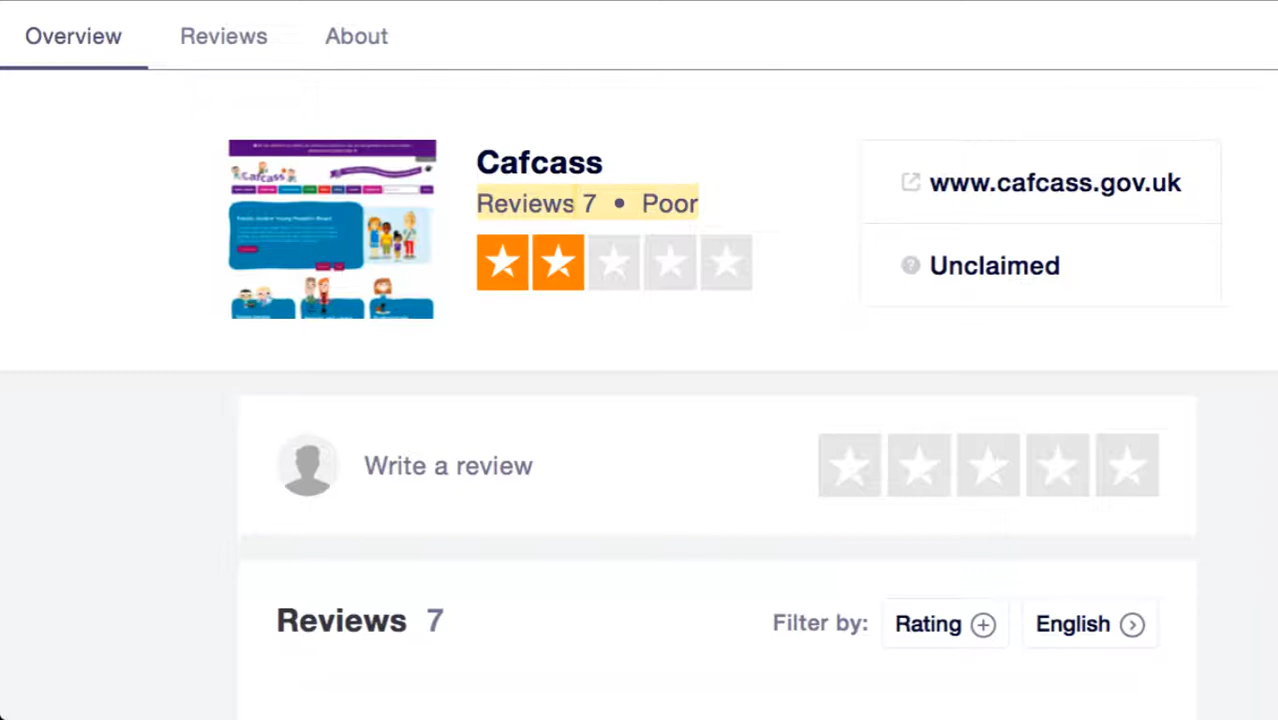 Overview Reviews About
Cafcass
Cafcass
Reviews 7 • Poor
www.cafcass.gov.uk
Unclaimed
Write a review
Reviews 7
Filter by: Rating English